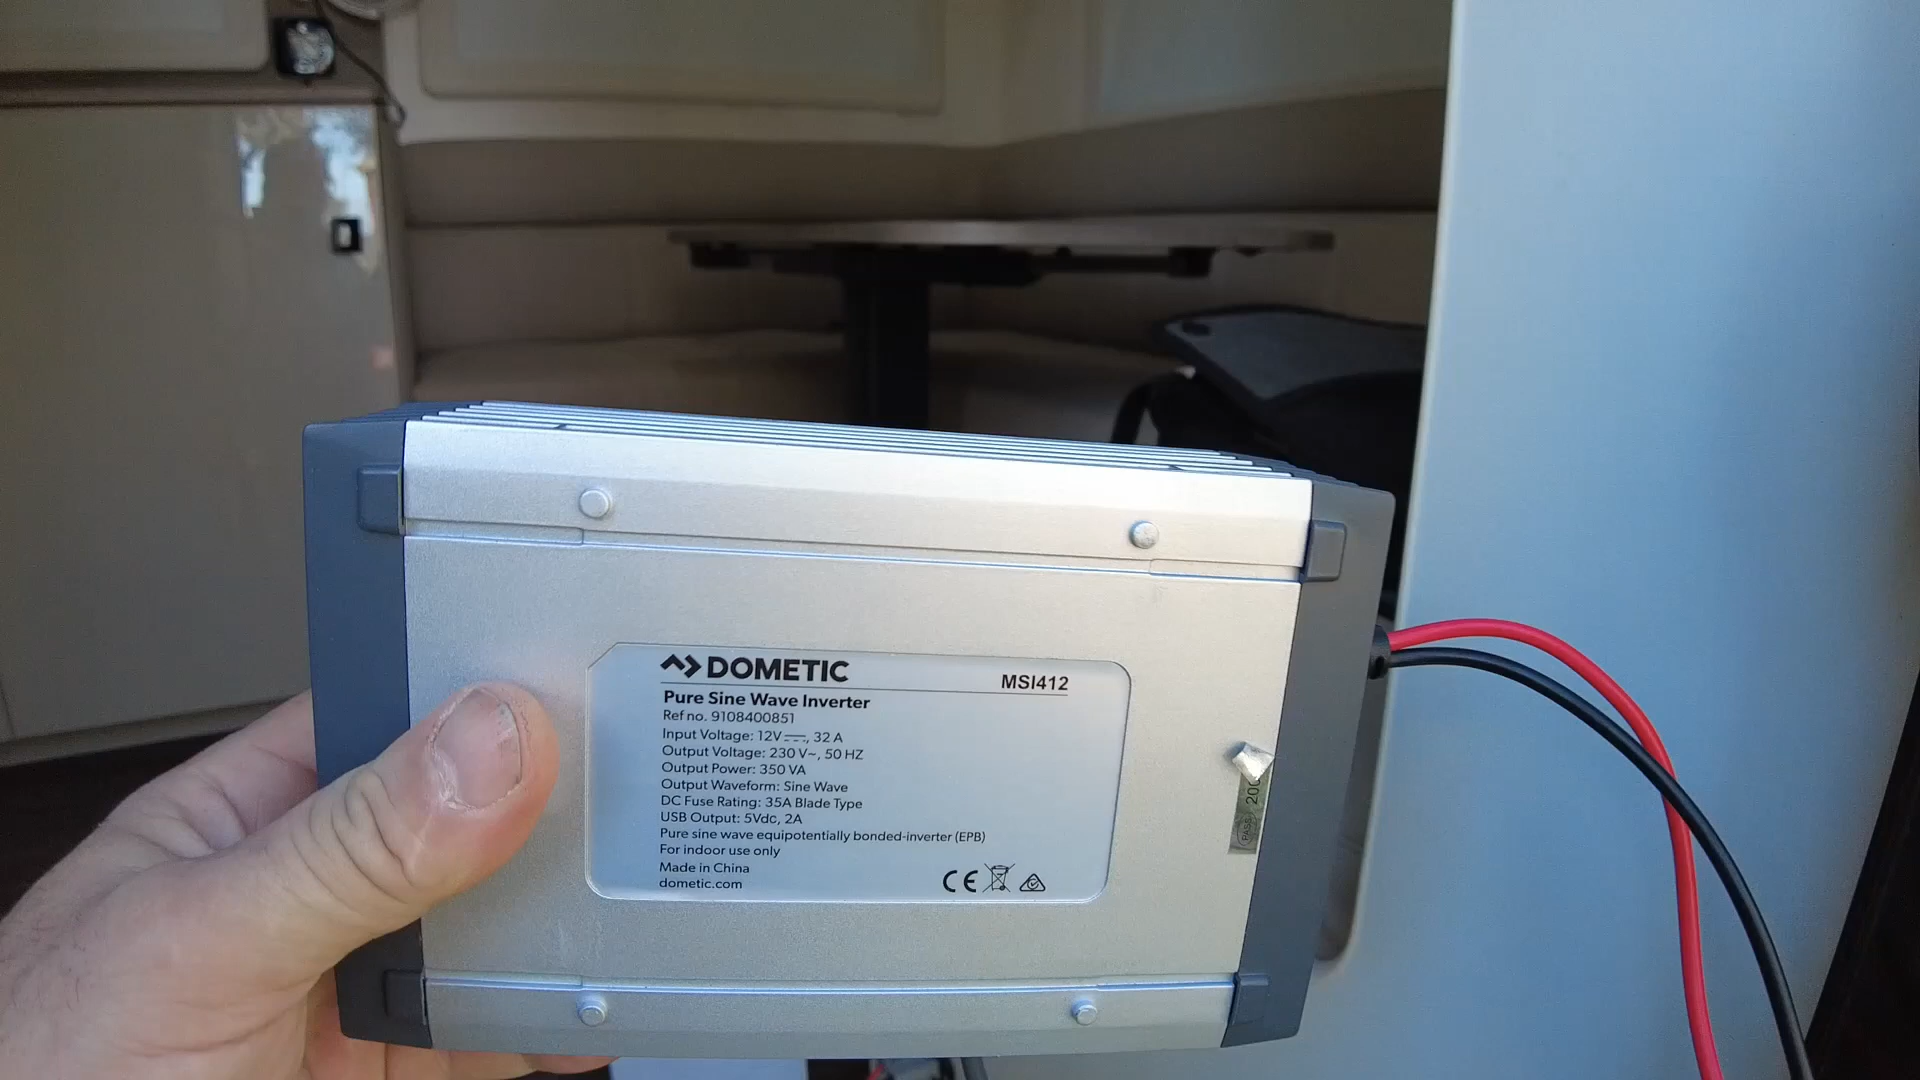 DOMETIC
MSI412
Pure Sine Wave Inverter
Ref no. 9108400851
Input Voltage: 12V⎓, 32 A
Output Voltage: 230 V~, 50 HZ
Output Power: 350 VA
Output Waveform: Sine Wave
DC Fuse Rating: 35A Blade Type
USB Output: 5Vdc, 2A
Pure sine wave equipotentially bonded-inverter (EPB)
For indoor use only
Made in China
dometic.com
CE
PASS